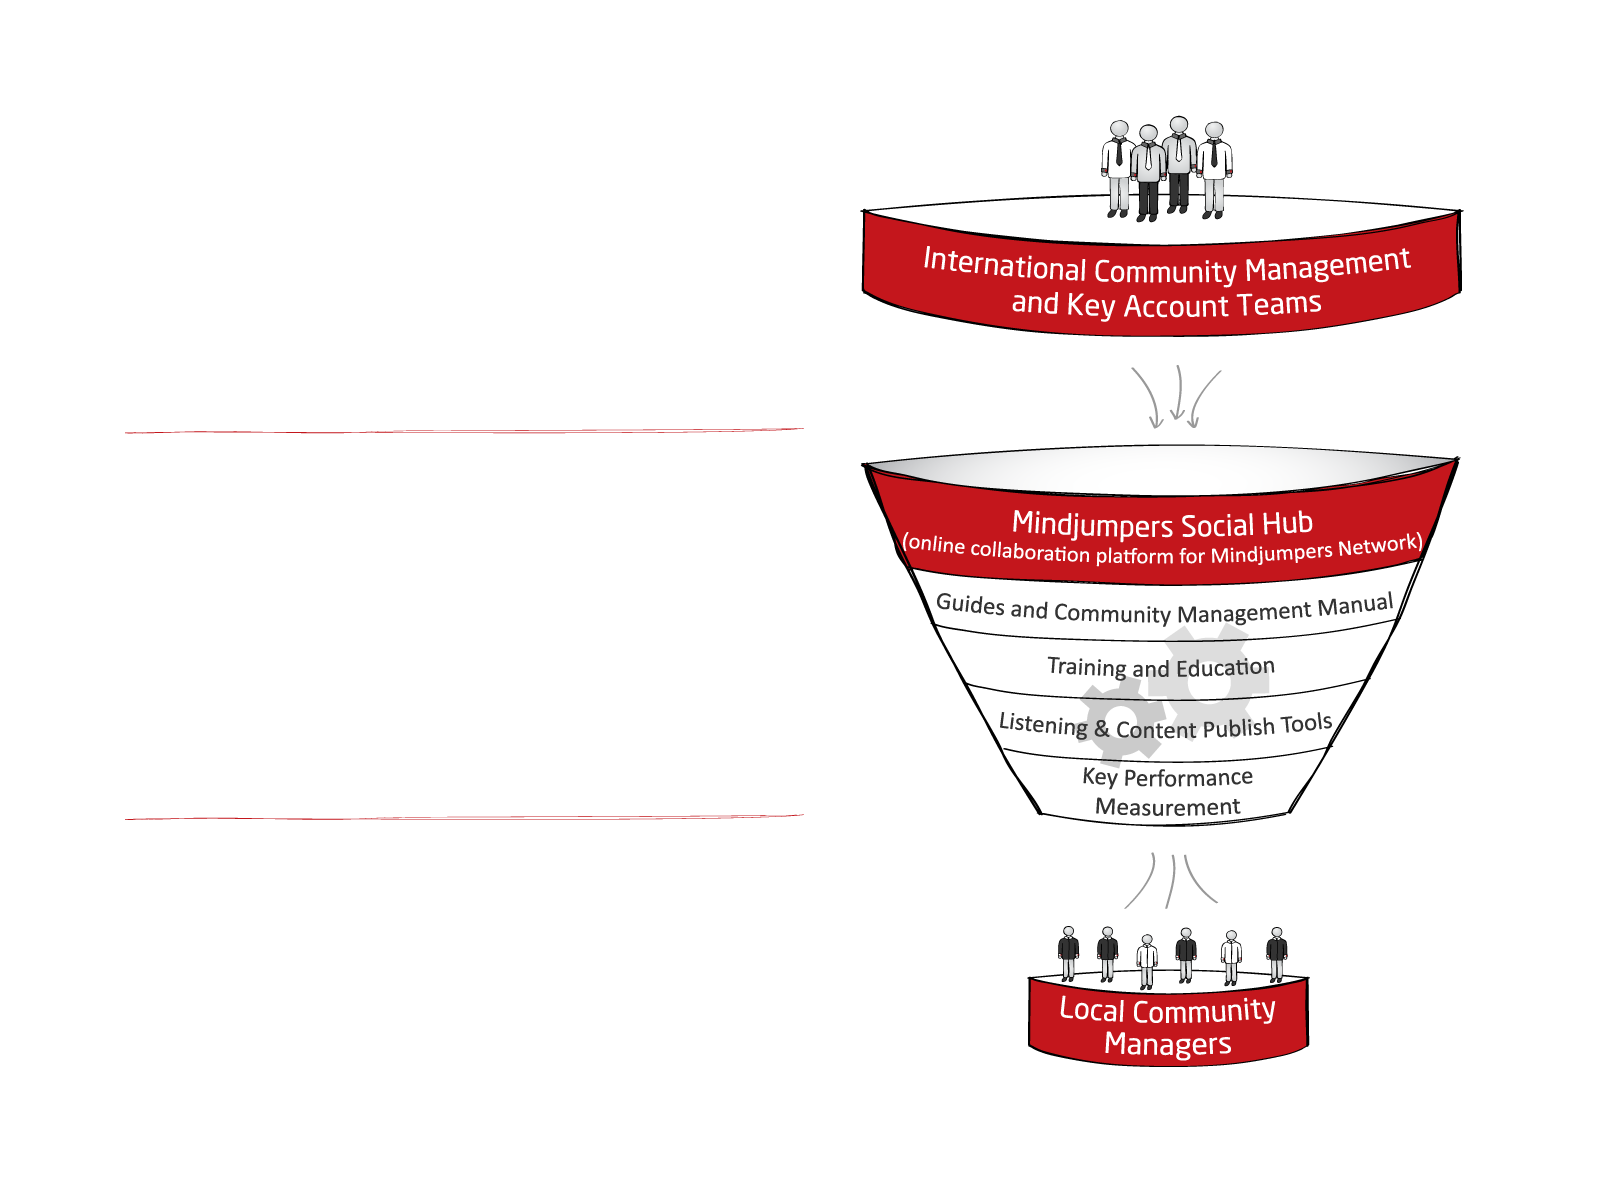 International Community Management
and Key Account Teams
Mindjumpers Social Hub
(online collaboration platform for Mindjumpers Network)
Guides and Community Management Manual
Training and Education
Listening & Content Publish Tools
Key Performance
Measurement
Local Community
Managers